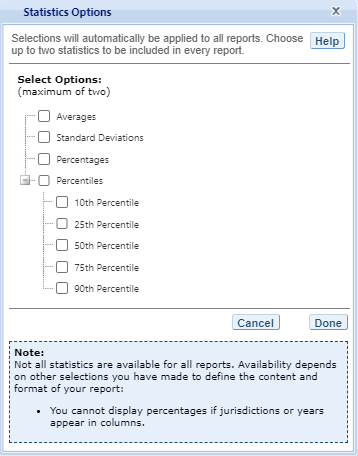 Statistics Options
X
Selections will automatically be applied to all reports. Choose
up to two statistics to be included in every report.
Help
Select Options:
(maximum of two)
Averages
Standard Deviations
Percentages
Percentiles
10th Percentile
25th Percentile
50th Percentile
75th Percentile
90th Percentile
Cancel
Done
Note:
Not all statistics are available for all reports. Availability depends
on other selections you have made to define the content and
format of your report:
• You cannot display percentages if jurisdictions or years
appear in columns.